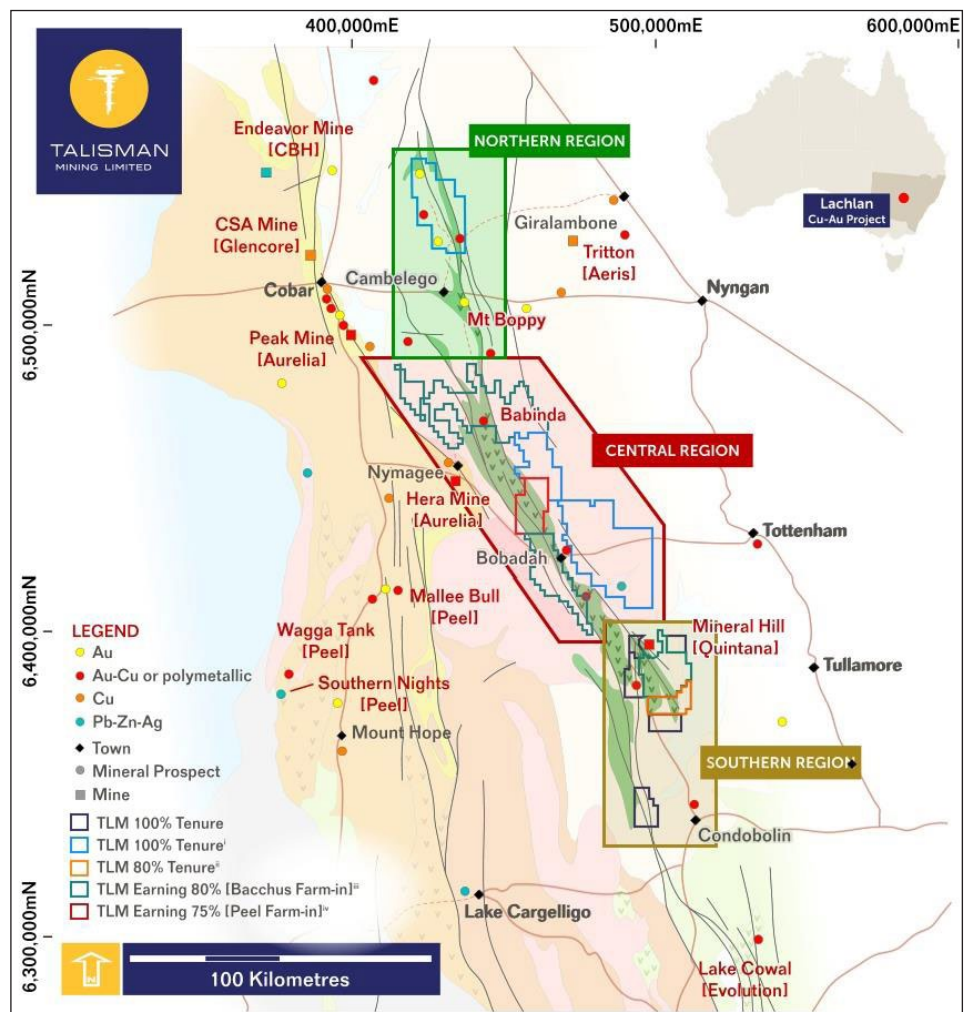 400,000mE
500,000mE
600,000mE
TALISMAN
MINING LIMITED
Endeavor Mine
[CBH]
NORTHERN REGION
Lachlan
Cu-Au Project
CSA Mine
[Glencore]
Giralambone
Tritton
[Aeris]
Cambelego
Cobar
Nyngan
Mt Boppy
6,500,000mN
Peak Mine
[Aurelia]
Babinda
CENTRAL REGION
Nymagee
Hera Mine
[Aurelia]
Tottenham
Bobadah
Mallee Bull
[Peel]
6,400,000mN
Wagga Tank
[Peel]
Mineral Hill
[Quintana]
Tullamore
Southern Nights
[Peel]
Mount Hope
SOUTHERN REGION
Condobolin
LEGEND
Au
Au-Cu or polymetallic
Cu
Pb-Zn-Ag
Town
Mineral Prospect
Mine
TLM 100% Tenure
TLM 100% Tenureⁱ
TLM 80% Tenureⁱⁱ
TLM Earning 80% [Bacchus Farm-in]ⁱⁱⁱ
TLM Earning 75% [Peel Farm-in]ⁱᵛ
Lake Cargelligo
6,300,000mN
N
100 Kilometres
Lake Cowal
[Evolution]